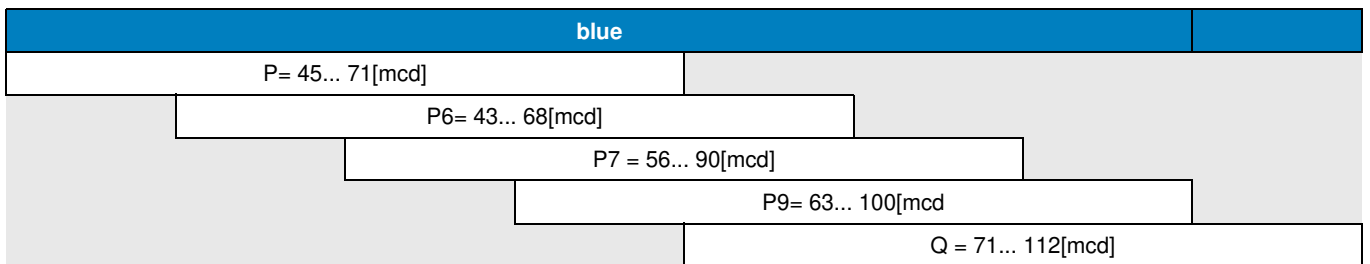 blue
P= 45... 71[mcd]
P6= 43... 68[mcd]
P7 = 56... 90[mcd]
P9= 63... 100[mcd
Q = 71... 112[mcd]